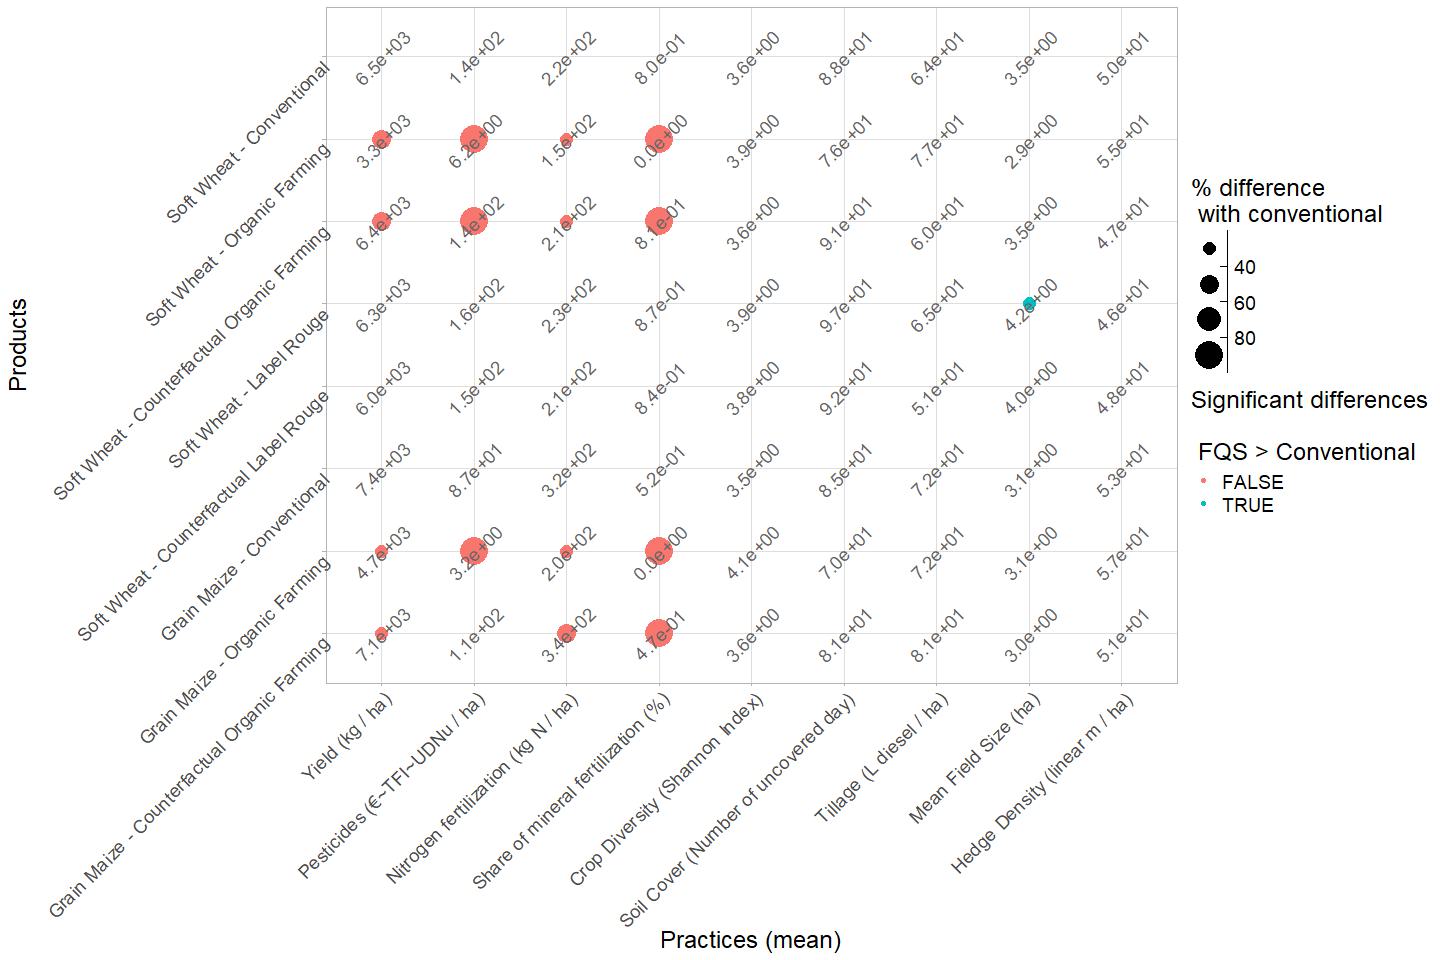 Products
Soft Wheat - Conventional
6.5e+03 1.4e+02 2.2e+02 8.0e-01 3.6e+00 8.8e+01 6.4e+01 3.5e+00 5.0e+01
Soft Wheat - Organic Farming
3.3e+03 6.2e+00 1.5e+02 0.0e+00 3.9e+00 7.6e+01 7.7e+01 2.9e+00 5.5e+01
Soft Wheat - Counterfactual Organic Farming
6.4e+03 1.4e+02 2.1e+02 8.1e-01 3.6e+00 9.1e+01 6.0e+01 3.5e+00 4.7e+01
Soft Wheat - Label Rouge
6.3e+03 1.6e+02 2.3e+02 8.7e-01 3.9e+00 9.7e+01 6.5e+01 4.2e+00 4.6e+01
Soft Wheat - Counterfactual Label Rouge
6.0e+03 1.5e+02 2.1e+02 8.4e-01 3.8e+00 9.2e+01 5.1e+01 4.0e+00 4.8e+01
Grain Maize - Conventional
7.4e+03 8.7e+01 3.2e+02 5.2e-01 3.5e+00 8.5e+01 7.2e+01 3.1e+00 5.3e+01
Grain Maize - Organic Farming
4.7e+03 3.2e+00 2.0e+02 0.0e+00 4.1e+00 7.0e+01 7.2e+01 3.1e+00 5.7e+01
Grain Maize - Counterfactual Organic Farming
7.1e+03 1.1e+02 3.4e+02 4.7e-01 3.6e+00 8.1e+01 8.1e+01 3.0e+00 5.1e+01
Yield (kg / ha)
Pesticides (€~TFI~UDNu / ha)
Nitrogen fertilization (kg N / ha)
Share of mineral fertilization (%)
Crop Diversity (Shannon Index)
Soil Cover (Number of uncovered day)
Tillage (L diesel / ha)
Mean Field Size (ha)
Hedge Density (linear m / ha)
Practices (mean)
% difference
with conventional
40
60
80
Significant differences
FQS > Conventional
FALSE
TRUE